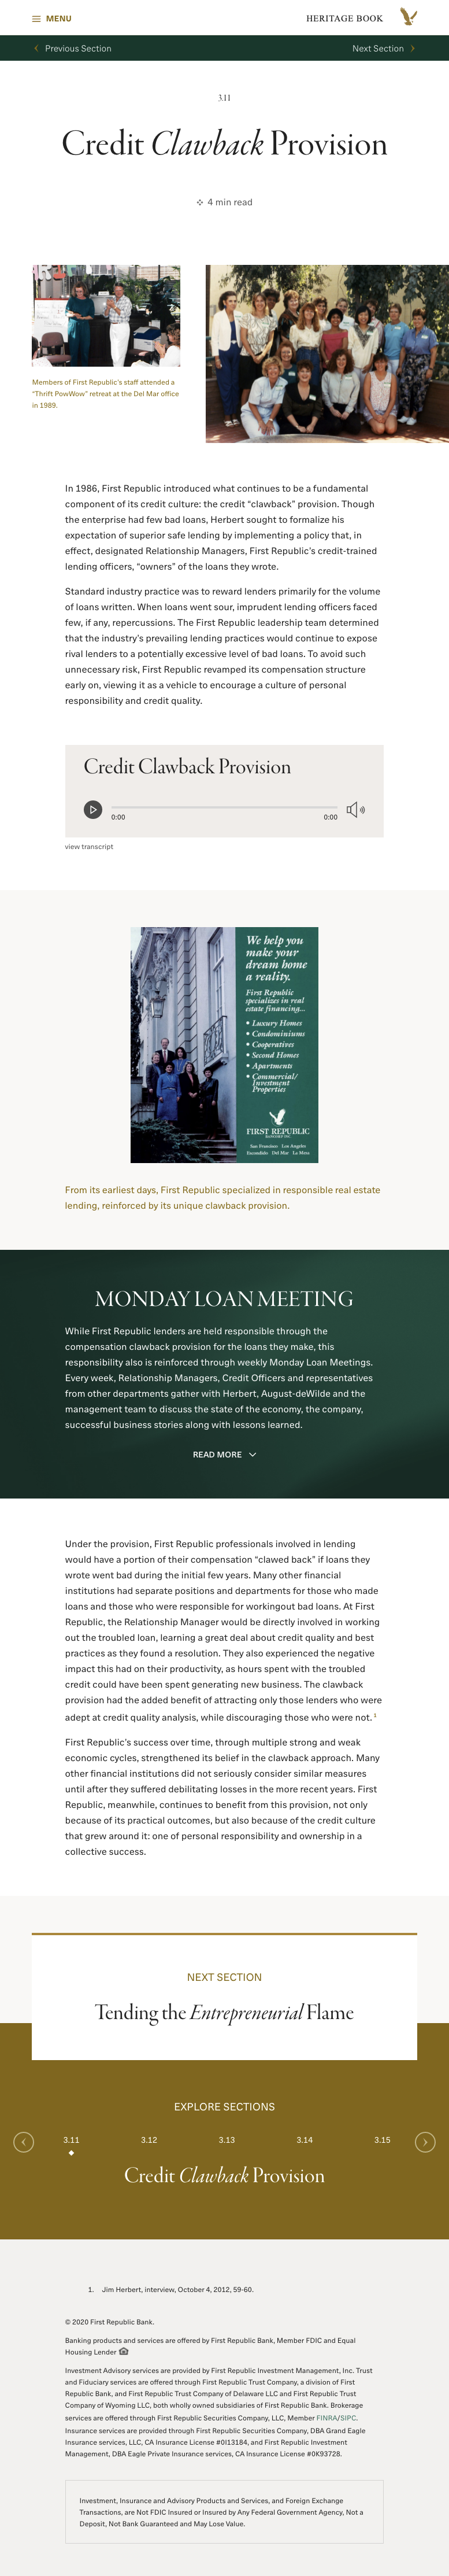 MENU
HERITAGE BOOK
Previous Section
Next Section
3.11
Credit Clawback Provision
4 min read
Members of First Republic's staff attended a
“Thrift PowWow” retreat at the Del Mar office
in 1989.
In 1986, First Republic introduced what continues to be a fundamental
component of its credit culture: the credit “clawback” provision. Though
the enterprise had few bad loans, Herbert sought to formalize his
expectation of superior safe lending by implementing a policy that, in
effect, designated Relationship Managers, First Republic's credit-trained
lending officers, “owners” of the loans they wrote.
Standard industry practice was to reward lenders primarily for the volume
of loans written. When loans went sour, imprudent lending officers faced
few, if any, repercussions. The First Republic leadership team determined
that the industry's prevailing lending practices would continue to expose
rival lenders to a potentially excessive level of bad loans. To avoid such
unnecessary risk, First Republic revamped its compensation structure
early on, viewing it as a vehicle to encourage a culture of personal
responsibility and credit quality.
Credit Clawback Provision
0:00
0:00
view transcript
We help you
make your
dream home
a reality.
First Republic
specializes in real
estate financing...
• Luxury Homes
• Condominiums
• Cooperatives
• Second Homes
• Apartments
• Commercial/
Investment
Properties
FIRST REPUBLIC
BANCORP INC.
San Francisco Los Angeles
Escondido Del Mar La Mesa
From its earliest days, First Republic specialized in responsible real estate
lending, reinforced by its unique clawback provision.
MONDAY LOAN MEETING
While First Republic lenders are held responsible through the
compensation clawback provision for the loans they make, this
responsibility also is reinforced through weekly Monday Loan Meetings.
Every week, Relationship Managers, Credit Officers and representatives
from other departments gather with Herbert, August-deWilde and the
management team to discuss the state of the economy, the company,
successful business stories along with lessons learned.
READ MORE
Under the provision, First Republic professionals involved in lending
would have a portion of their compensation “clawed back” if loans they
wrote went bad during the initial few years. Many other financial
institutions had separate positions and departments for those who made
loans and those who were responsible for workingout bad loans. At First
Republic, the Relationship Manager would be directly involved in working
out the troubled loan, learning a great deal about credit quality and best
practices as they found a resolution. They also experienced the negative
impact this had on their productivity, as hours spent with the troubled
credit could have been spent generating new business. The clawback
provision had the added benefit of attracting only those lenders who were
adept at credit quality analysis, while discouraging those who were not. 1
First Republic's success over time, through multiple strong and weak
economic cycles, strengthened its belief in the clawback approach. Many
other financial institutions did not seriously consider similar measures
until after they suffered debilitating losses in the more recent years. First
Republic, meanwhile, continues to benefit from this provision, not only
because of its practical outcomes, but also because of the credit culture
that grew around it: one of personal responsibility and ownership in a
collective success.
NEXT SECTION
Tending the Entrepreneurial Flame
EXPLORE SECTIONS
3.11 3.12 3.13 3.14 3.15
Credit Clawback Provision
1. Jim Herbert, interview, October 4, 2012, 59-60.
© 2020 First Republic Bank.
Banking products and services are offered by First Republic Bank, Member FDIC and Equal
Housing Lender
Investment Advisory services are provided by First Republic Investment Management, Inc. Trust
and Fiduciary services are offered through First Republic Trust Company, a division of First
Republic Bank, and First Republic Trust Company of Delaware LLC and First Republic Trust
Company of Wyoming LLC, both wholly owned subsidiaries of First Republic Bank. Brokerage
services are offered through First Republic Securities Company, LLC, Member FINRA/SIPC.
Insurance services are provided through First Republic Securities Company, DBA Grand Eagle
Insurance services, LLC, CA Insurance License #0I13184, and First Republic Investment
Management, DBA Eagle Private Insurance services, CA Insurance License #0K93728.
Investment, Insurance and Advisory Products and Services, and Foreign Exchange
Transactions, are Not FDIC Insured or Insured by Any Federal Government Agency, Not a
Deposit, Not Bank Guaranteed and May Lose Value.